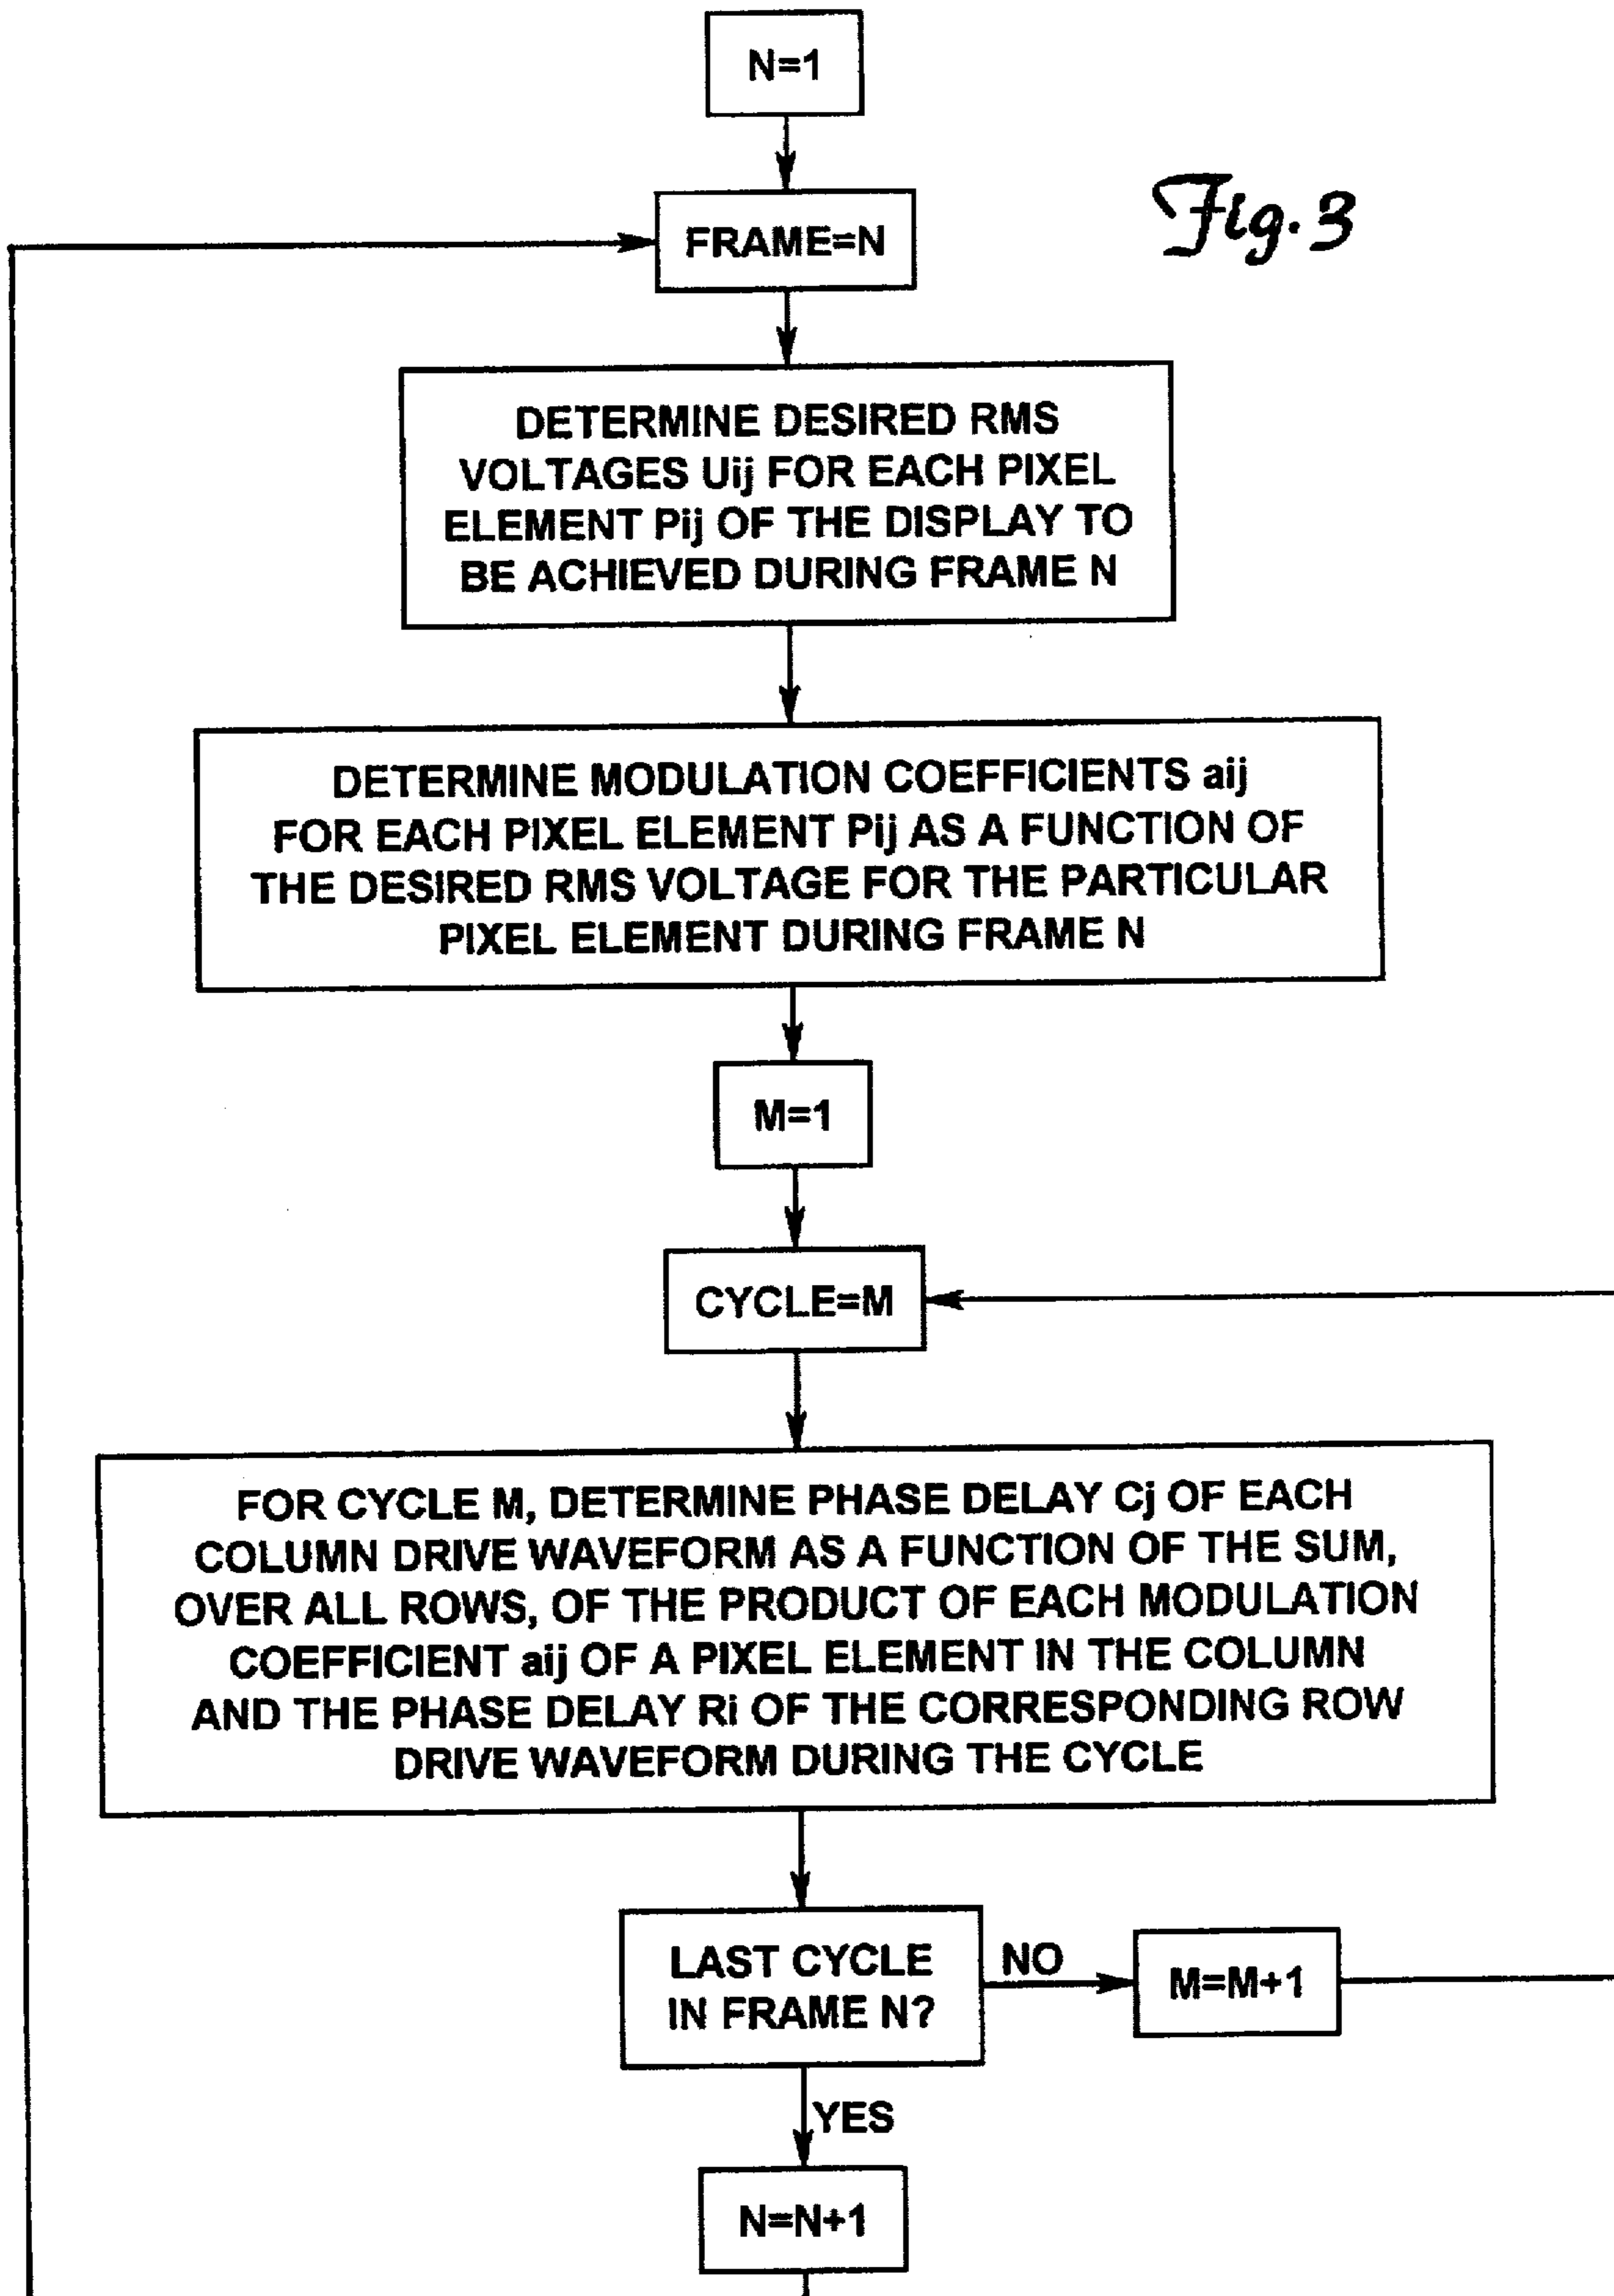 N=1
Fig. 3
FRAME=N
DETERMINE DESIRED RMS
VOLTAGES Uij FOR EACH PIXEL
ELEMENT Pij OF THE DISPLAY TO
BE ACHIEVED DURING FRAME N
DETERMINE MODULATION COEFFICIENTS aij
FOR EACH PIXEL ELEMENT Pij AS A FUNCTION OF
THE DESIRED RMS VOLTAGE FOR THE PARTICULAR
PIXEL ELEMENT DURING FRAME N
M=1
CYCLE=M
FOR CYCLE M, DETERMINE PHASE DELAY Cj OF EACH
COLUMN DRIVE WAVEFORM AS A FUNCTION OF THE SUM,
OVER ALL ROWS, OF THE PRODUCT OF EACH MODULATION
COEFFICIENT aij OF A PIXEL ELEMENT IN THE COLUMN
AND THE PHASE DELAY Ri OF THE CORRESPONDING ROW
DRIVE WAVEFORM DURING THE CYCLE
LAST CYCLE
IN FRAME N?
NO
M=M+1
YES
N=N+1